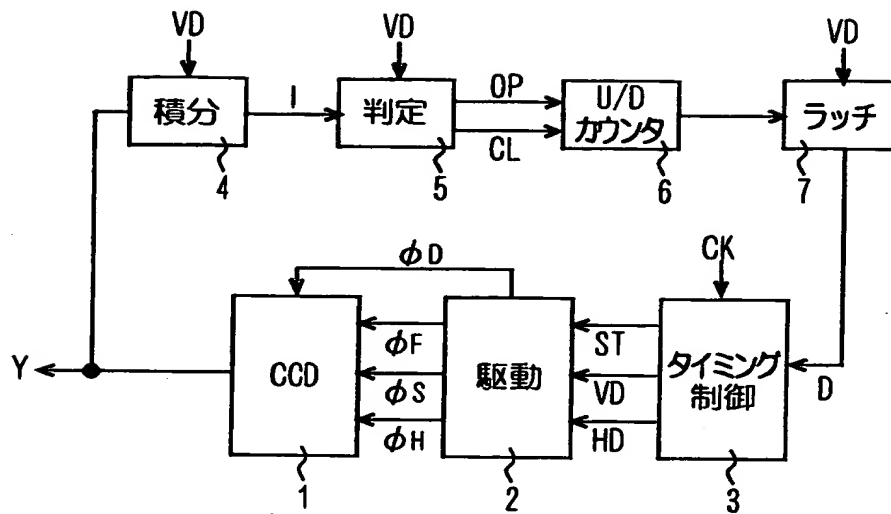 VD
VD
VD
積分
I
判定
OP
CL
U/D
カウンタ
ラッチ
4
5
6
7
φD
CK
Y
CCD
φF
φS
φH
駆動
ST
VD
HD
タイミング
制御
D
1
2
3